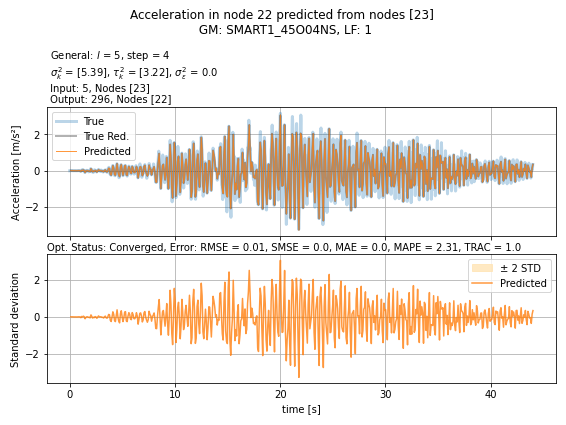 Acceleration in node 22 predicted from nodes [23]
GM: SMART1_45O04NS, LF: 1
General: l = 5, step = 4
σ²ₖ = [5.39], τ²ₖ = [3.22], σ²ε = 0.0
Input: 5, Nodes [23]
Output: 296, Nodes [22]
Acceleration [m/s²]
2
0
−2
True
True Red.
Predicted
Opt. Status: Converged, Error: RMSE = 0.01, SMSE = 0.0, MAE = 0.0, MAPE = 2.31, TRAC = 1.0
Standard deviation
2
0
−2
± 2 STD
Predicted
0 10 20 30 40
time [s]